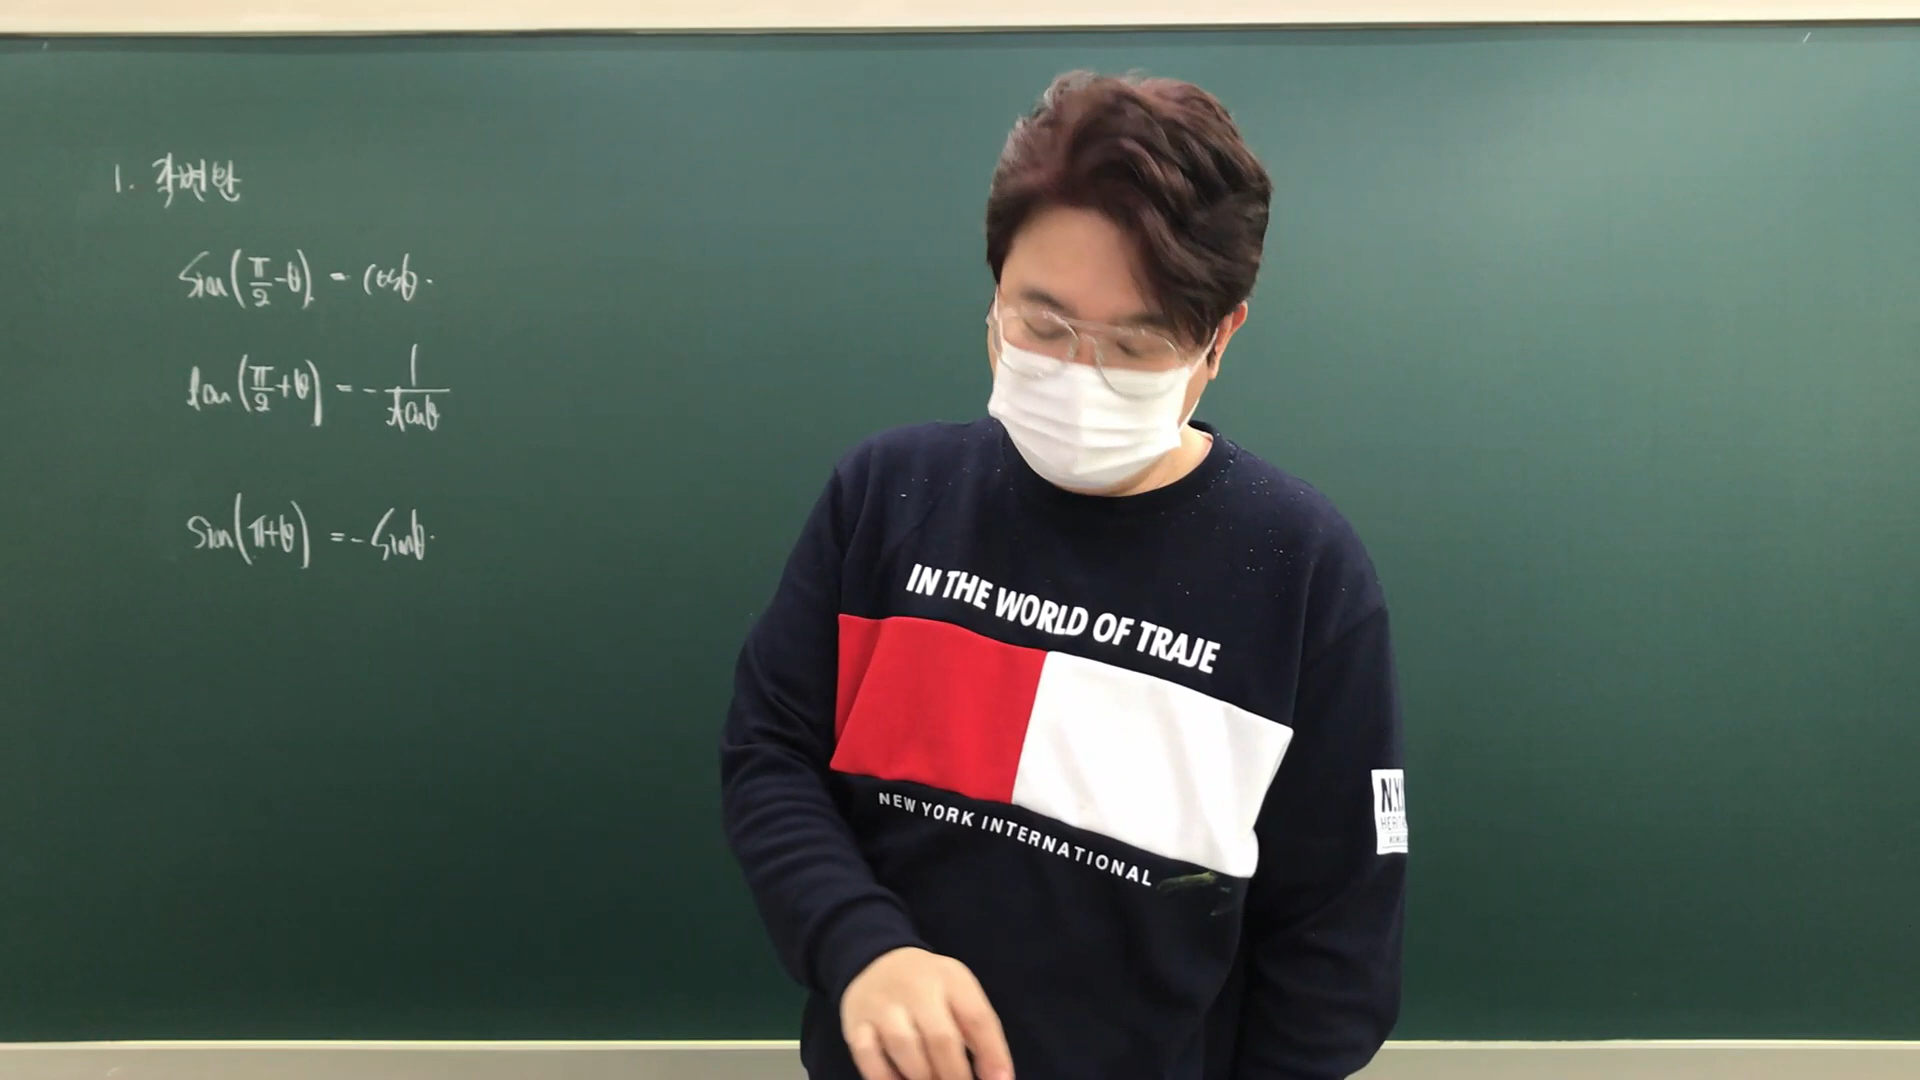 1. 각변환
sin(π/2-θ) = cosθ.
tan(π/2+θ) = - 1/tanθ
sin(π+θ) = - sinθ.
IN THE WORLD OF TRAJE
NEW YORK INTERNATIONAL